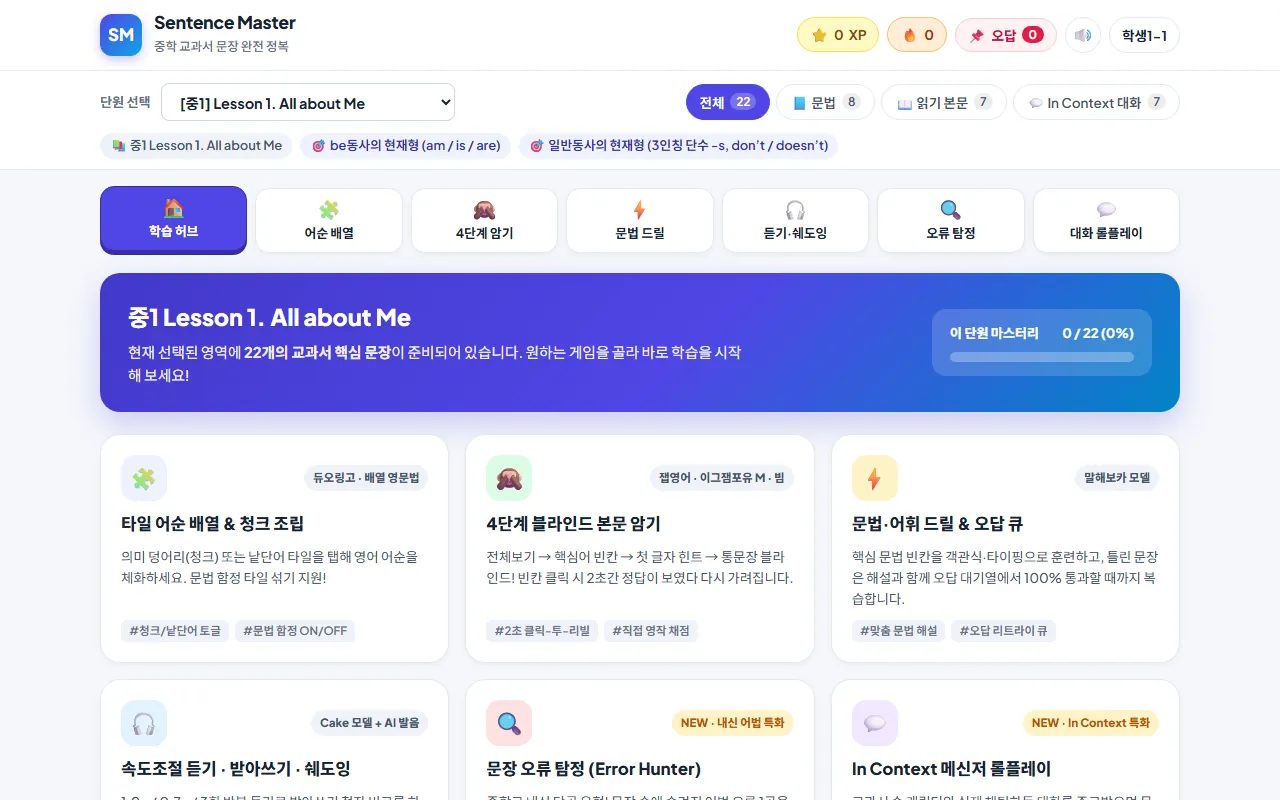 SM
Sentence Master
중학 교과서 문장 완전 정복
0 XP
0
오답 0
학생1-1
단원 선택
[중1] Lesson 1. All about Me
전체 22
문법 8
읽기 본문 7
In Context 대화 7
중1 Lesson 1. All about Me
be동사의 현재형 (am / is / are)
일반동사의 현재형 (3인칭 단수 -s, don't / doesn't)
학습 허브
어순 배열
4단계 암기
문법 드릴
듣기·쉐도잉
오류 탐정
대화 롤플레이
중1 Lesson 1. All about Me
현재 선택된 영역에 22개의 교과서 핵심 문장이 준비되어 있습니다. 원하는 게임을 골라 바로 학습을 시작
해 보세요!
이 단원 마스터리 0 / 22 (0%)
듀오링고 · 배열 영문법
타일 어순 배열 & 청크 조립
의미 덩어리(청크) 또는 낱단어 타일을 탭해 영어 어순을
체화하세요. 문법 함정 타일 섞기 지원!
#청크/낱단어 토글
#문법 함정 ON/OFF
잽영어 · 이그잼포유 M · 빔
4단계 블라인드 본문 암기
전체보기 → 핵심어 빈칸 → 첫 글자 힌트 → 통문장 블라
인드! 빈칸 클릭 시 2초간 정답이 보였다 다시 가려집니다.
#2초 클릭-투-리빌
#직접 영작 채점
말해보카 모델
문법·어휘 드릴 & 오답 큐
핵심 문법 빈칸을 객관식·타이핑으로 훈련하고, 틀린 문장
은 해설과 함께 오답 대기열에서 100% 통과할 때까지 복
습합니다.
#맞춤 문법 해설
#오답 리트라이 큐
Cake 모델 + AI 발음
속도조절 듣기 · 받아쓰기 · 쉐도잉
NEW · 내신 어법 특화
문장 오류 탐정 (Error Hunter)
NEW · In Context 특화
In Context 메신저 롤플레이